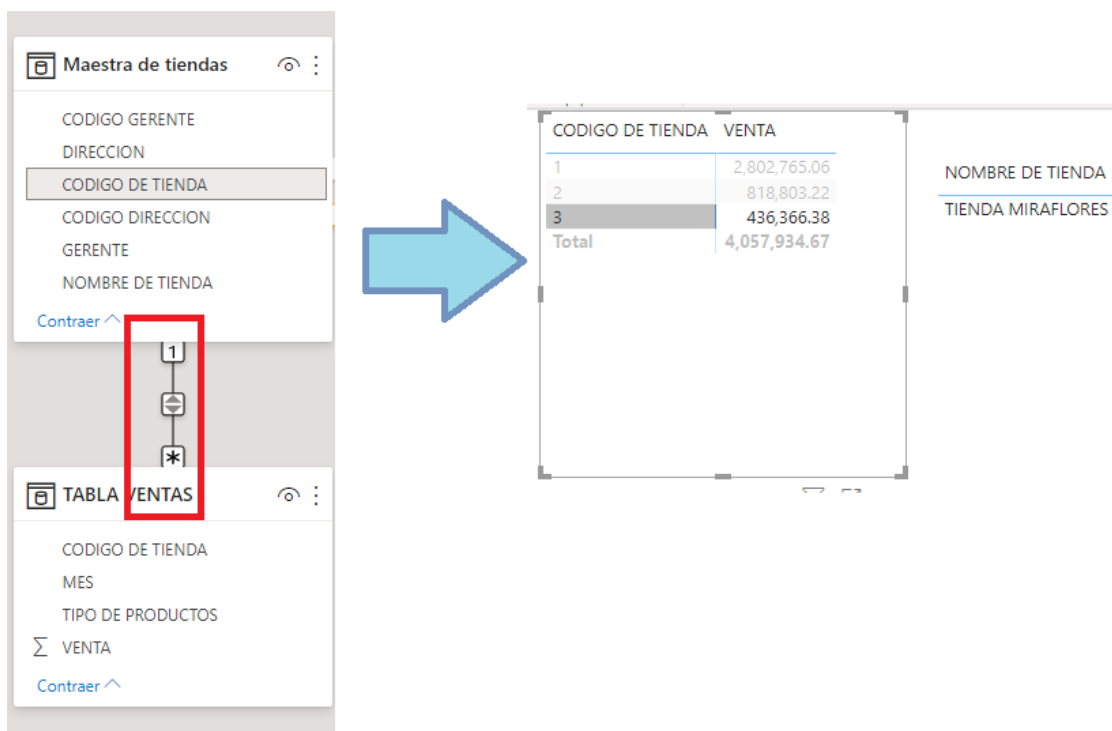 Maestra de tiendas
CODIGO GERENTE
DIRECCION
CODIGO DE TIENDA
CODIGO DIRECCION
GERENTE
NOMBRE DE TIENDA
Contraer
1
*
TABLA VENTAS
CODIGO DE TIENDA
MES
TIPO DE PRODUCTOS
Σ VENTA
Contraer
CODIGO DE TIENDA VENTA
1 2,802,765.06
2 818,803.22
3 436,366.38
Total 4,057,934.67
NOMBRE DE TIENDA
TIENDA MIRAFLORES